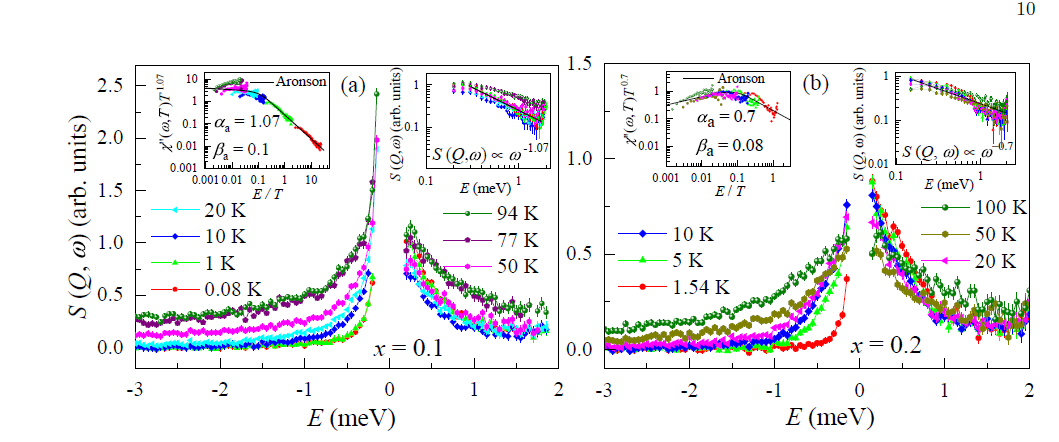 10
2.5
2.0
1.5
1.0
0.5
0.0
S (Q, ω) (arb. units)
-3
-2
-1
0
1
2
E (meV)
(a)
20 K
10 K
1 K
0.08 K
94 K
77 K
50 K
x = 0.1
χ"(ω,T)T^1.07
10
1
0.1
0.01
0.001
0.001 0.01 0.1 1 10
E / T
Aronson
α_a = 1.07
β_a = 0.1
S (Q, ω) (arb. units)
1
0.1
0.1
1
E (meV)
S (Q,ω) ∝ ω^-1.07
1.5
1.0
0.5
0.0
-3
-2
-1
0
1
2
E (meV)
(b)
10 K
5 K
1.54 K
100 K
50 K
20 K
x = 0.2
χ"(ω,T)T^0.7
10
1
0.1
0.01
0.001 0.01 0.1 1
E / T
Aronson
α_a = 0.7
β_a = 0.08
S (Q, ω) (arb. units)
1
0.1
0.01
0.1
1
E (meV)
S (Q, ω) ∝ ω^-0.7